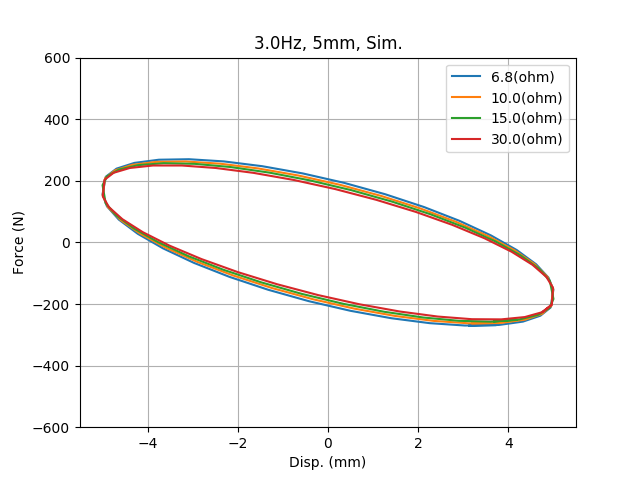 3.0Hz, 5mm, Sim.
6.8(ohm)
10.0(ohm)
15.0(ohm)
30.0(ohm)
600
400
200
0
−200
−400
−600
Force (N)
−4
−2
0
2
4
Disp. (mm)